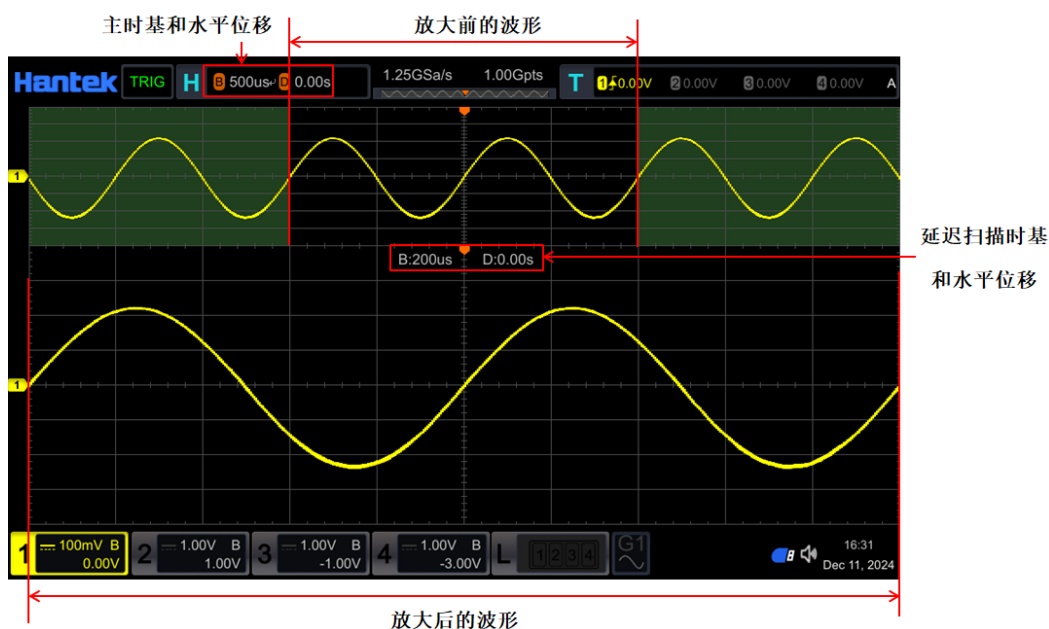 主时基和水平位移
放大前的波形
Hantek TRIG H B 500us D 0.00s 1.25GSa/s 1.00Gpts T 1 0.00V 2 0.00V 3 0.00V 4 0.00V A
1
延迟扫描时基
和水平位移
B:200us D:0.00s
1
1 100mV B 2 1.00V B 3 1.00V B 4 1.00V B L 1 2 3 4 G1 16:31
0.00V 1.00V -1.00V -3.00V Dec 11, 2024
放大后的波形